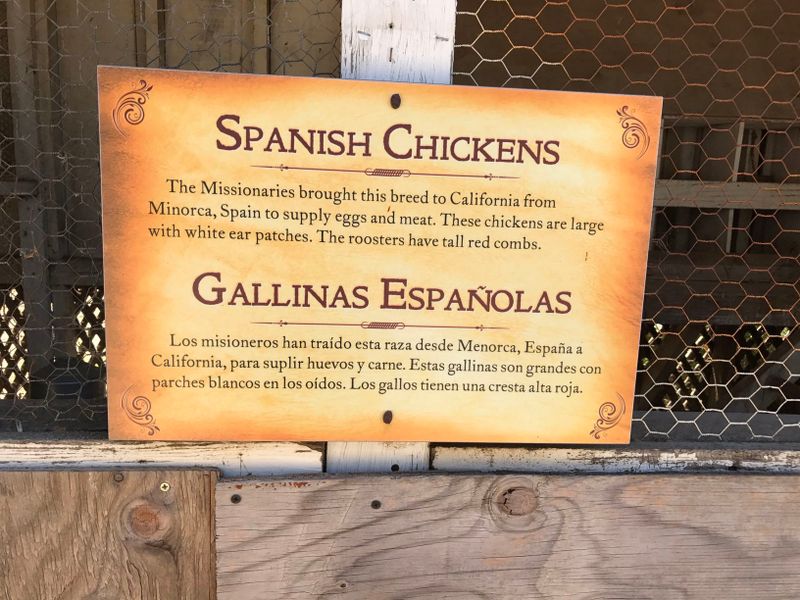 Spanish Chickens
The Missionaries brought this breed to California from
Minorca, Spain to supply eggs and meat. These chickens are large
with white ear patches. The roosters have tall red combs.
Gallinas Españolas
Los misioneros han traído esta raza desde Menorca, España a
California, para suplir huevos y carne. Estas gallinas son grandes con
parches blancos en los oídos. Los gallos tienen una cresta alta roja.